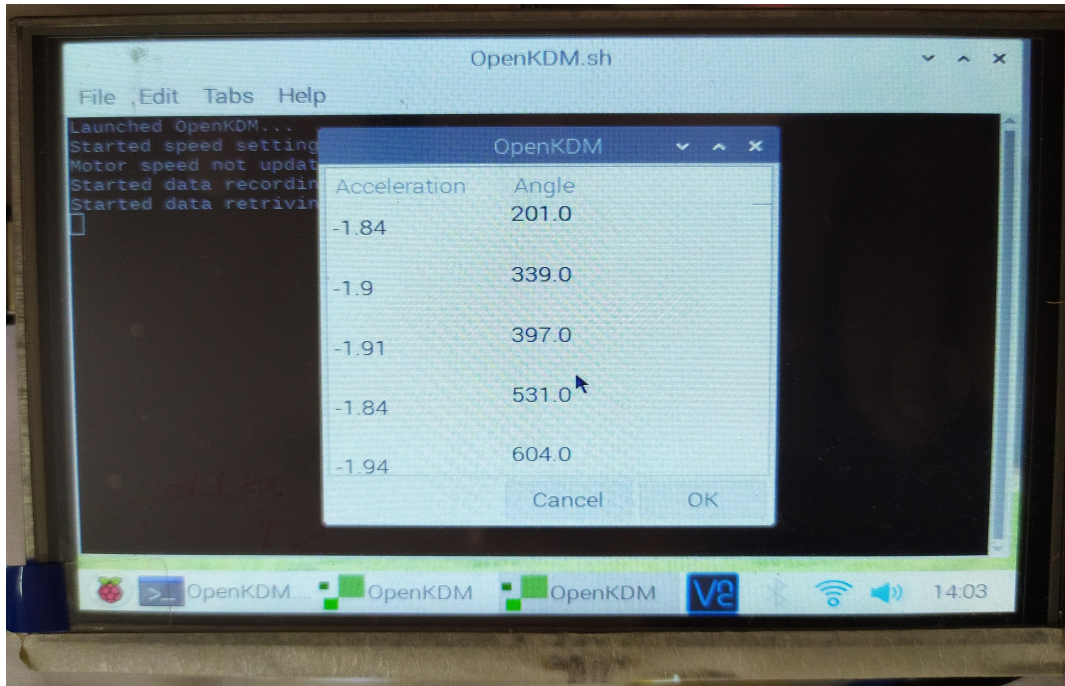 OpenKDM.sh
File Edit Tabs Help
Launched OpenKDM...
Started speed setting
Motor speed not updat
Started data recordin
Started data retrivin
OpenKDM
Acceleration Angle
-1.84 201.0
-1.9 339.0
-1.91 397.0
-1.84 531.0
-1.94 604.0
Cancel OK
>_ OpenKDM.... OpenKDM OpenKDM V2 14:03